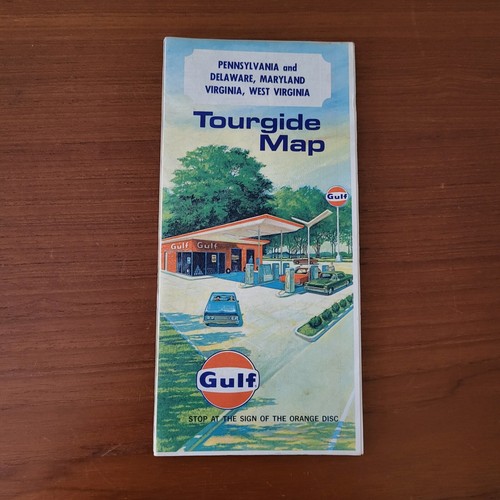 PENNSYLVANIA and
DELAWARE, MARYLAND
VIRGINIA, WEST VIRGINIA
Tourgide
Map
Gulf
Gulf Gulf
Gulf
STOP AT THE SIGN OF THE ORANGE DISC